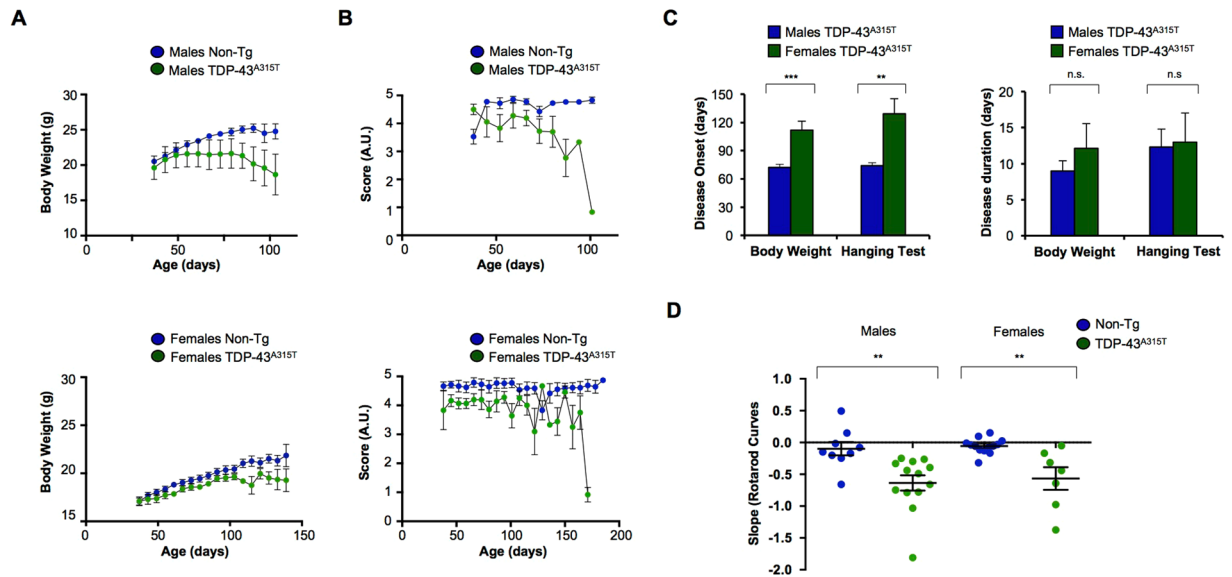 A
Males Non-Tg
Males TDP-43A315T
Body Weight (g)
30
25
20
15
10
0
50
100
Age (days)
Females Non-Tg
Females TDP-43A315T
Body Weight (g)
30
25
20
15
0
50
100
150
Age (days)
B
Males Non-Tg
Males TDP-43A315T
Score (A.U.)
5
4
3
2
1
0
0
50
100
Age (days)
Females Non-Tg
Females TDP-43A315T
Score (A.U.)
5
4
3
2
1
0
0
50
100
150
200
Age (days)
C
Males TDP-43A315T
Females TDP-43A315T
***
**
Disease Onset (days)
150
120
90
60
30
0
Body Weight
Hanging Test
Males TDP-43A315T
Females TDP-43A315T
n.s.
n.s
Disease duration (days)
20
15
10
5
0
Body Weight
Hanging Test
D
Males
Females
Non-Tg
TDP-43A315T
**
**
Slope (Rotarod Curves)
1.0
0.5
0.0
-0.5
-1.0
-1.5
-2.0